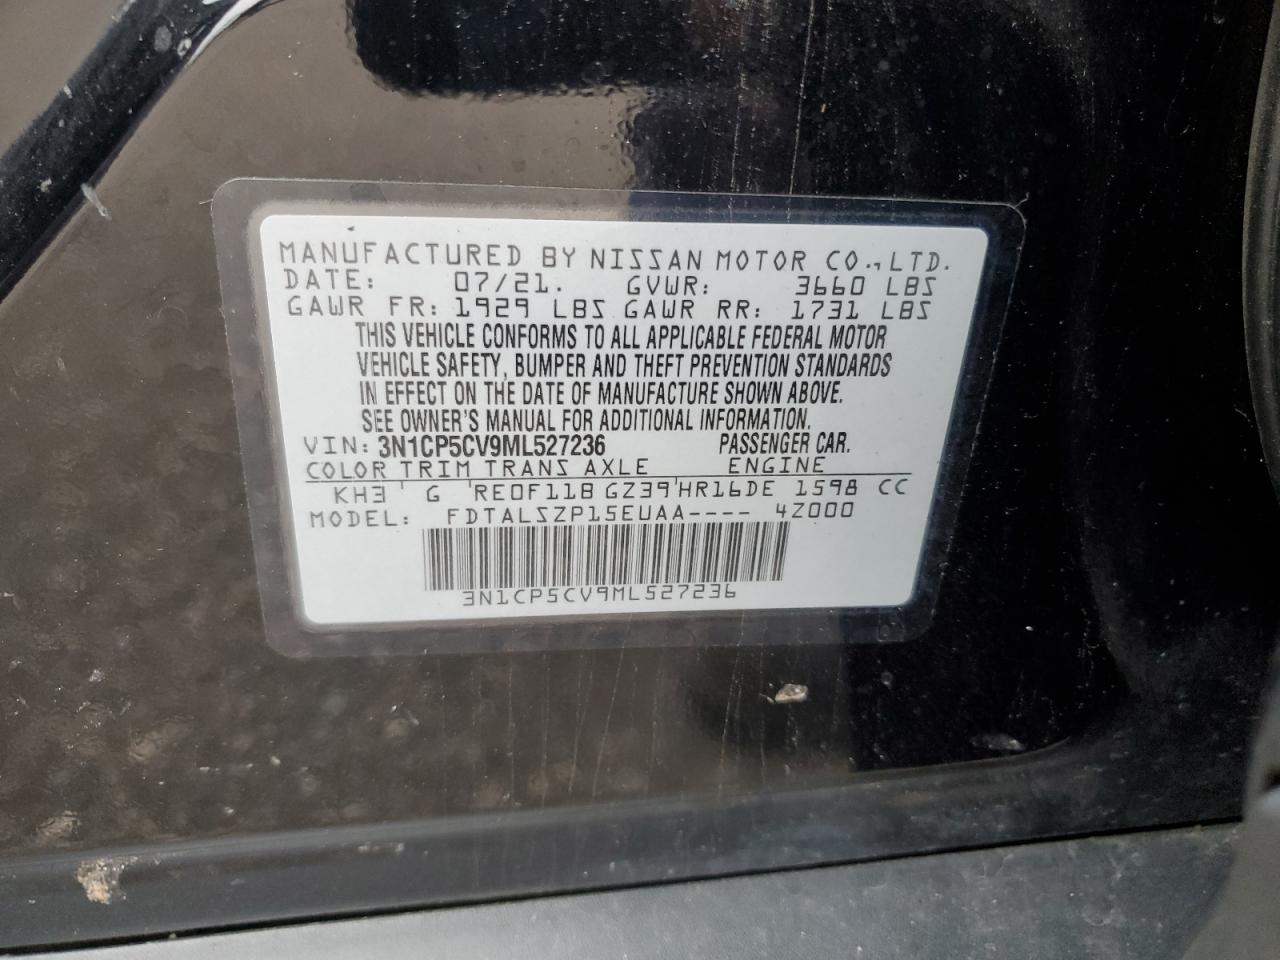 MANUFACTURED BY NISSAN MOTOR CO., LTD.
DATE: 07/21. GVWR: 3660 LBS
GAWR FR: 1929 LBS GAWR RR: 1731 LBS
THIS VEHICLE CONFORMS TO ALL APPLICABLE FEDERAL MOTOR
VEHICLE SAFETY, BUMPER AND THEFT PREVENTION STANDARDS
IN EFFECT ON THE DATE OF MANUFACTURE SHOWN ABOVE.
SEE OWNER'S MANUAL FOR ADDITIONAL INFORMATION.
VIN: 3N1CP5CV9ML527236 PASSENGER CAR.
COLOR TRIM TRANS AXLE ENGINE
KH3 G RE0F11B GZ39 HR16DE 1598 CC
MODEL: FDTALSZP15EUAA---- 4Z000
3N1CP5CV9ML527236